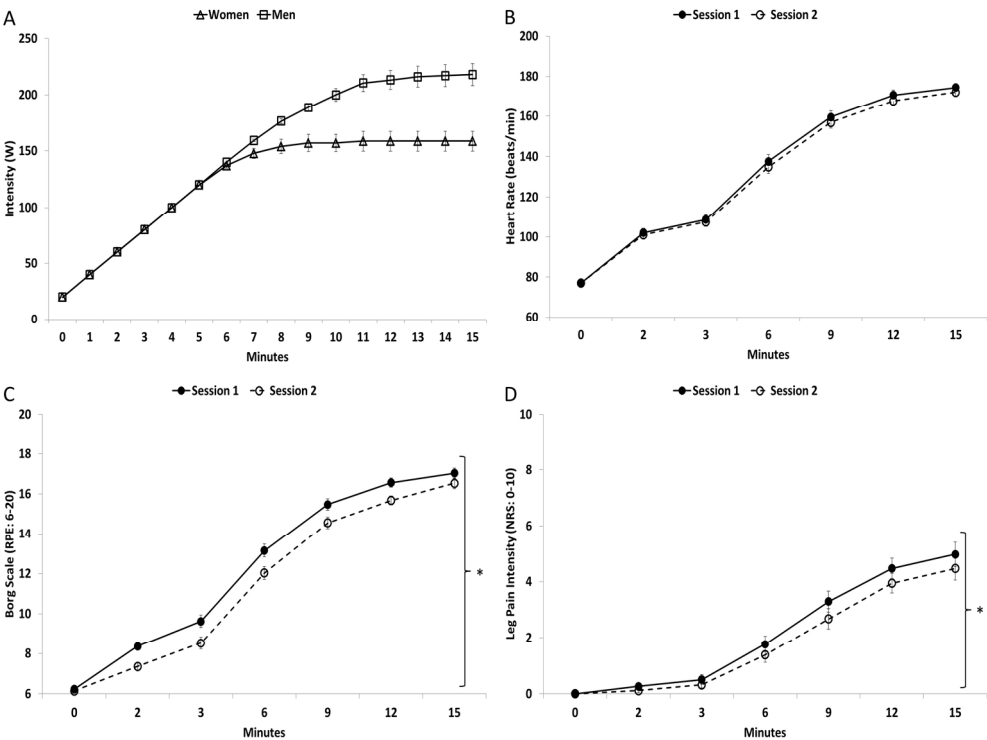 A
Women Men
250
200
150
100
50
0
Intensity (W)
0 1 2 3 4 5 6 7 8 9 10 11 12 13 14 15
Minutes
B
Session 1 Session 2
200
180
160
140
120
100
80
60
Heart Rate (beats/min)
0 2 3 6 9 12 15
Minutes
C
Session 1 Session 2
20
18
16
14
12
10
8
6
Borg Scale (RPE: 6-20)
*
0 2 3 6 9 12 15
Minutes
D
Session 1 Session 2
10
8
6
4
2
0
Leg Pain Intensity (NRS: 0-10)
*
0 2 3 6 9 12 15
Minutes